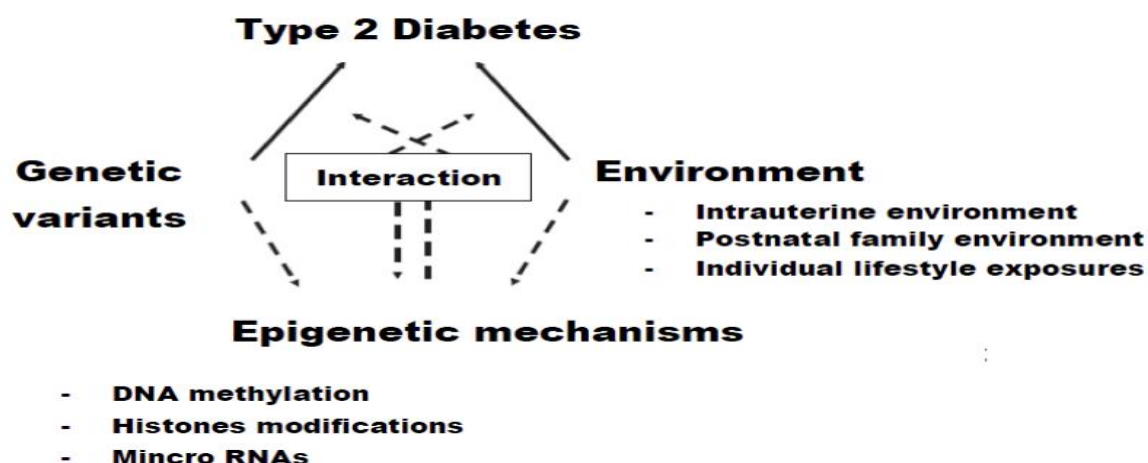 Type 2 Diabetes
Genetic
variants
Interaction
Environment
- Intrauterine environment
- Postnatal family environment
- Individual lifestyle exposures
Epigenetic mechanisms
- DNA methylation
- Histones modifications
- Mincro RNAs